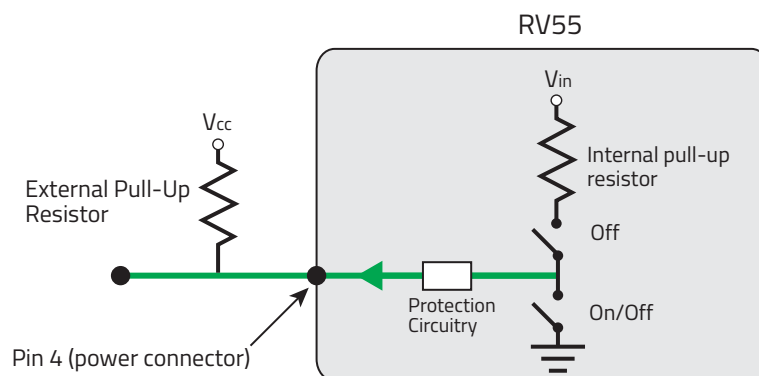 RV55
Vin
Vcc
Internal pull-up
resistor
External Pull-Up
Resistor
Off
Protection
Circuitry
On/Off
Pin 4 (power connector)